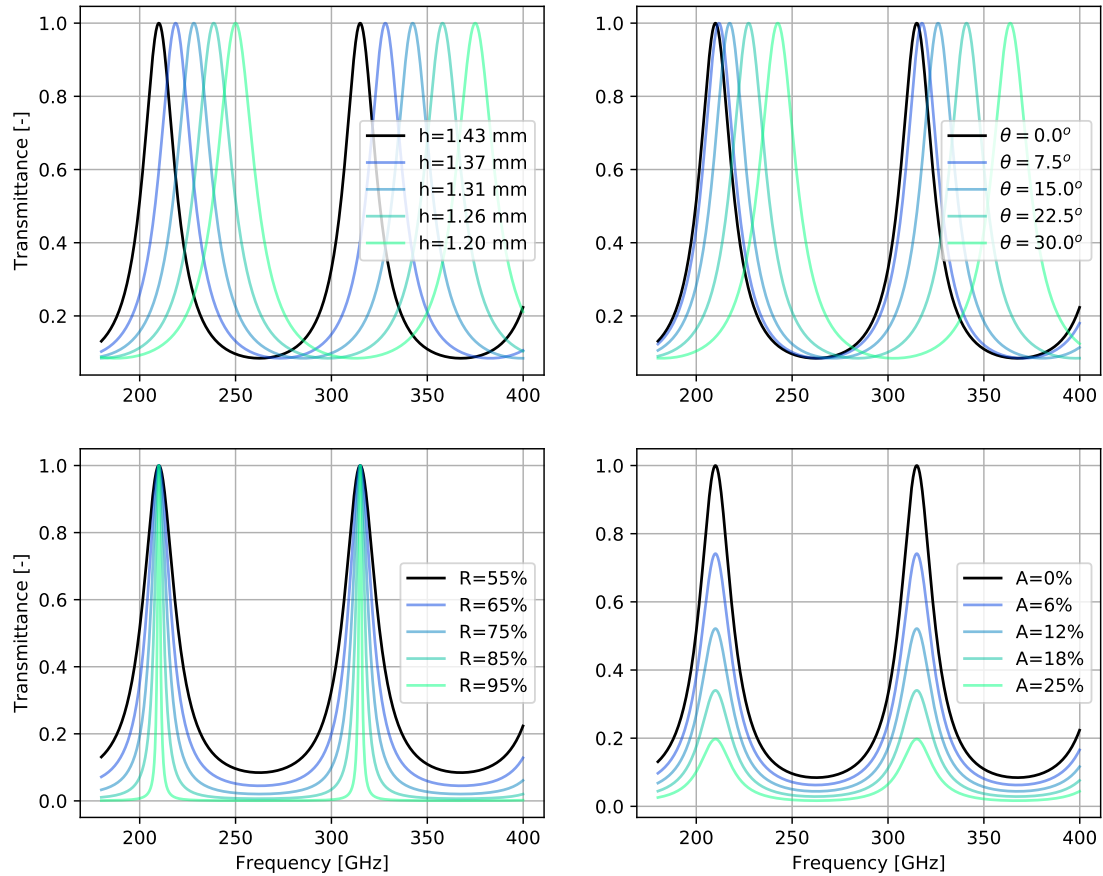 1.0
0.8
0.6
0.4
0.2
Transmittance [-]
200
250
300
350
400
h=1.43 mm
h=1.37 mm
h=1.31 mm
h=1.26 mm
h=1.20 mm
1.0
0.8
0.6
0.4
0.2
200
250
300
350
400
θ = 0.0°
θ = 7.5°
θ = 15.0°
θ = 22.5°
θ = 30.0°
1.0
0.8
0.6
0.4
0.2
0.0
Transmittance [-]
200
250
300
350
400
Frequency [GHz]
R=55%
R=65%
R=75%
R=85%
R=95%
1.0
0.8
0.6
0.4
0.2
0.0
200
250
300
350
400
Frequency [GHz]
A=0%
A=6%
A=12%
A=18%
A=25%